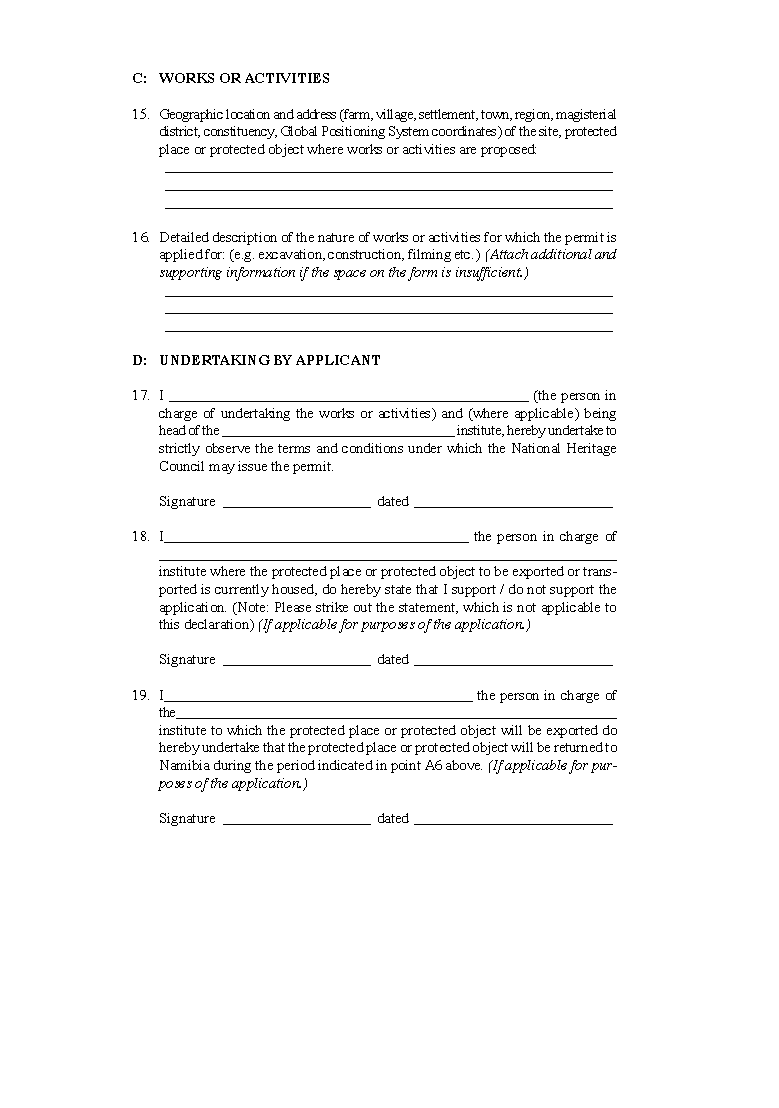 C: WORKS OR ACTIVITIES
15. Geographic location and address (farm, village, settlement, town, region, magisterial
district, constituency, Global Positioning System coordinates) of the site, protected
place or protected object where works or activities are proposed:
16. Detailed description of the nature of works or activities for which the permit is
applied for: (e.g. excavation, construction, filming etc.) (Attach additional and
supporting information if the space on the form is insufficient.)
D: UNDERTAKING BY APPLICANT
17. I ______ (the person in
charge of undertaking the works or activities) and (where applicable) being
head of the ______ institute, hereby undertake to
strictly observe the terms and conditions under which the National Heritage
Council may issue the permit.
Signature ______ dated ______
18. I______ the person in charge of
institute where the protected place or protected object to be exported or trans-
ported is currently housed, do hereby state that I support / do not support the
application. (Note: Please strike out the statement, which is not applicable to
this declaration) (If applicable for purposes of the application.)
Signature ______ dated ______
19. I______ the person in charge of
the______
institute to which the protected place or protected object will be exported do
hereby undertake that the protected place or protected object will be returned to
Namibia during the period indicated in point A6 above. (If applicable for pur-
poses of the application.)
Signature ______ dated ______